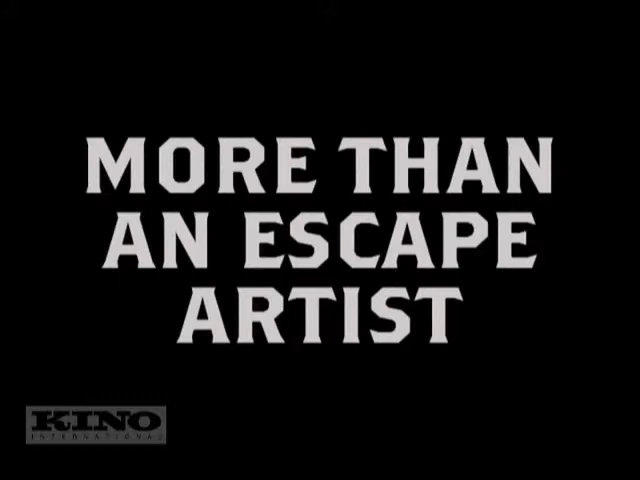 MORE THAN
AN ESCAPE
ARTIST
KINO
INTERNATIONAL